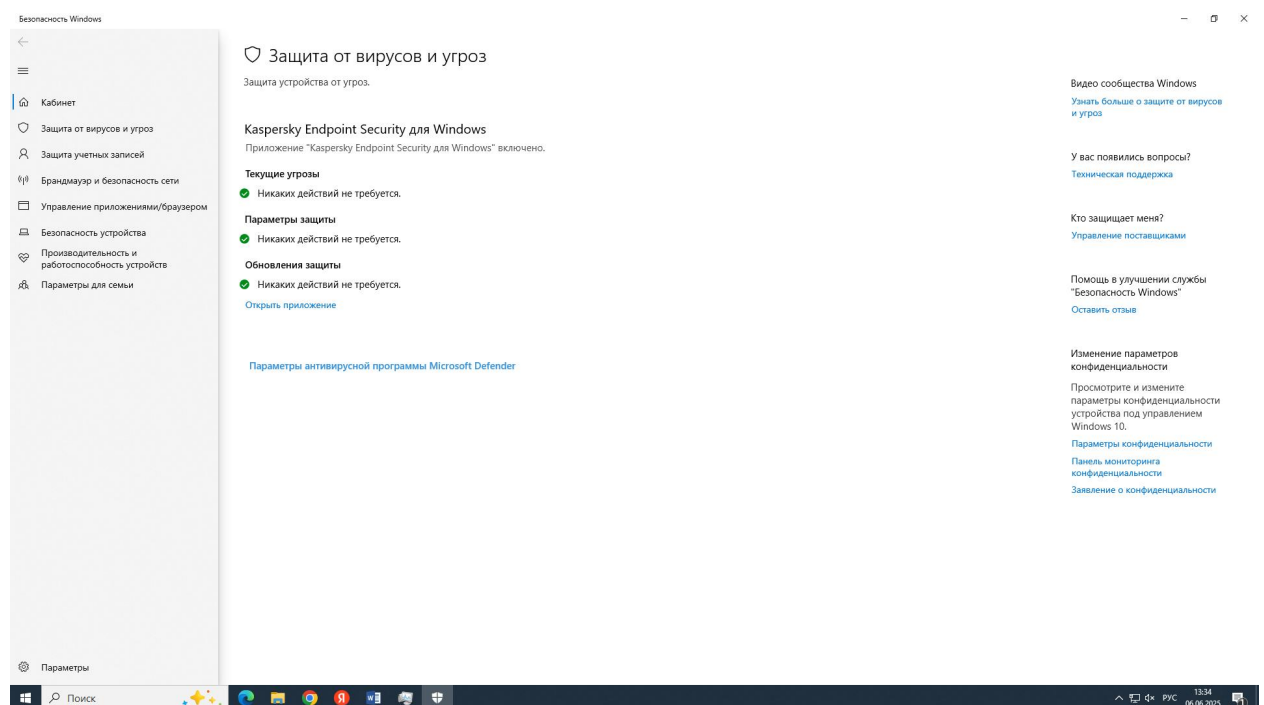 Безопасность Windows
Кабинет
Защита от вирусов и угроз
Защита учетных записей
Брандмауэр и безопасность сети
Управление приложениями/браузером
Безопасность устройства
Производительность и
работоспособность устройств
Параметры для семьи
Параметры
Защита от вирусов и угроз
Защита устройства от угроз.
Kaspersky Endpoint Security для Windows
Приложение "Kaspersky Endpoint Security для Windows" включено.
Текущие угрозы
Никаких действий не требуется.
Параметры защиты
Никаких действий не требуется.
Обновления защиты
Никаких действий не требуется.
Открыть приложение
Параметры антивирусной программы Microsoft Defender
Видео сообщества Windows
Узнать больше о защите от вирусов
и угроз
У вас появились вопросы?
Техническая поддержка
Кто защищает меня?
Управление поставщиками
Помощь в улучшении службы
"Безопасность Windows"
Оставить отзыв
Изменение параметров
конфиденциальности
Просмотрите и измените
параметры конфиденциальности
устройства под управлением
Windows 10.
Параметры конфиденциальности
Панель мониторинга
конфиденциальности
Заявление о конфиденциальности
Поиск
Я
W
РУС
13:34
06.06.2025